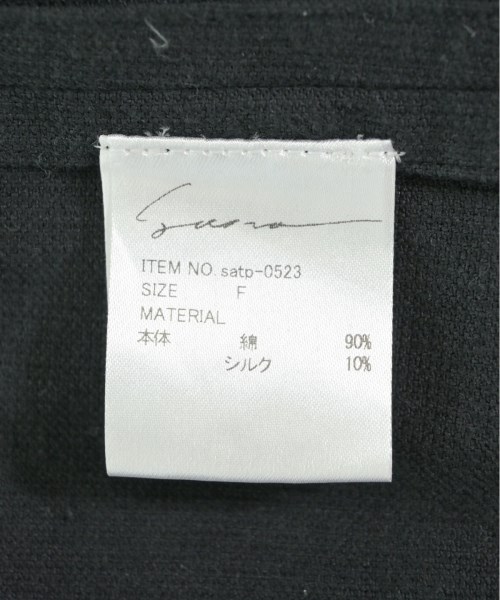 ITEM NO. satp-0523
SIZE F
MATERIAL
本体 綿 90%
シルク 10%